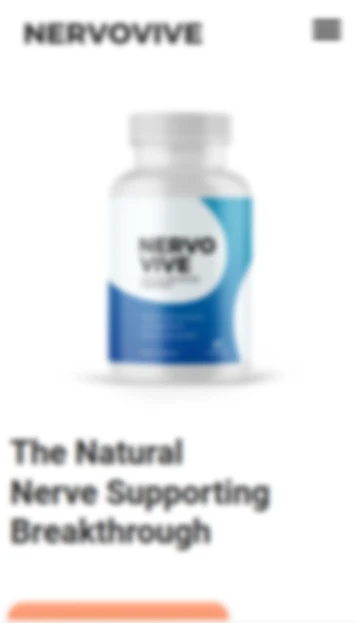 NERVOVIVE
NERVO
VIVE
The Natural
Nerve Supporting
Breakthrough